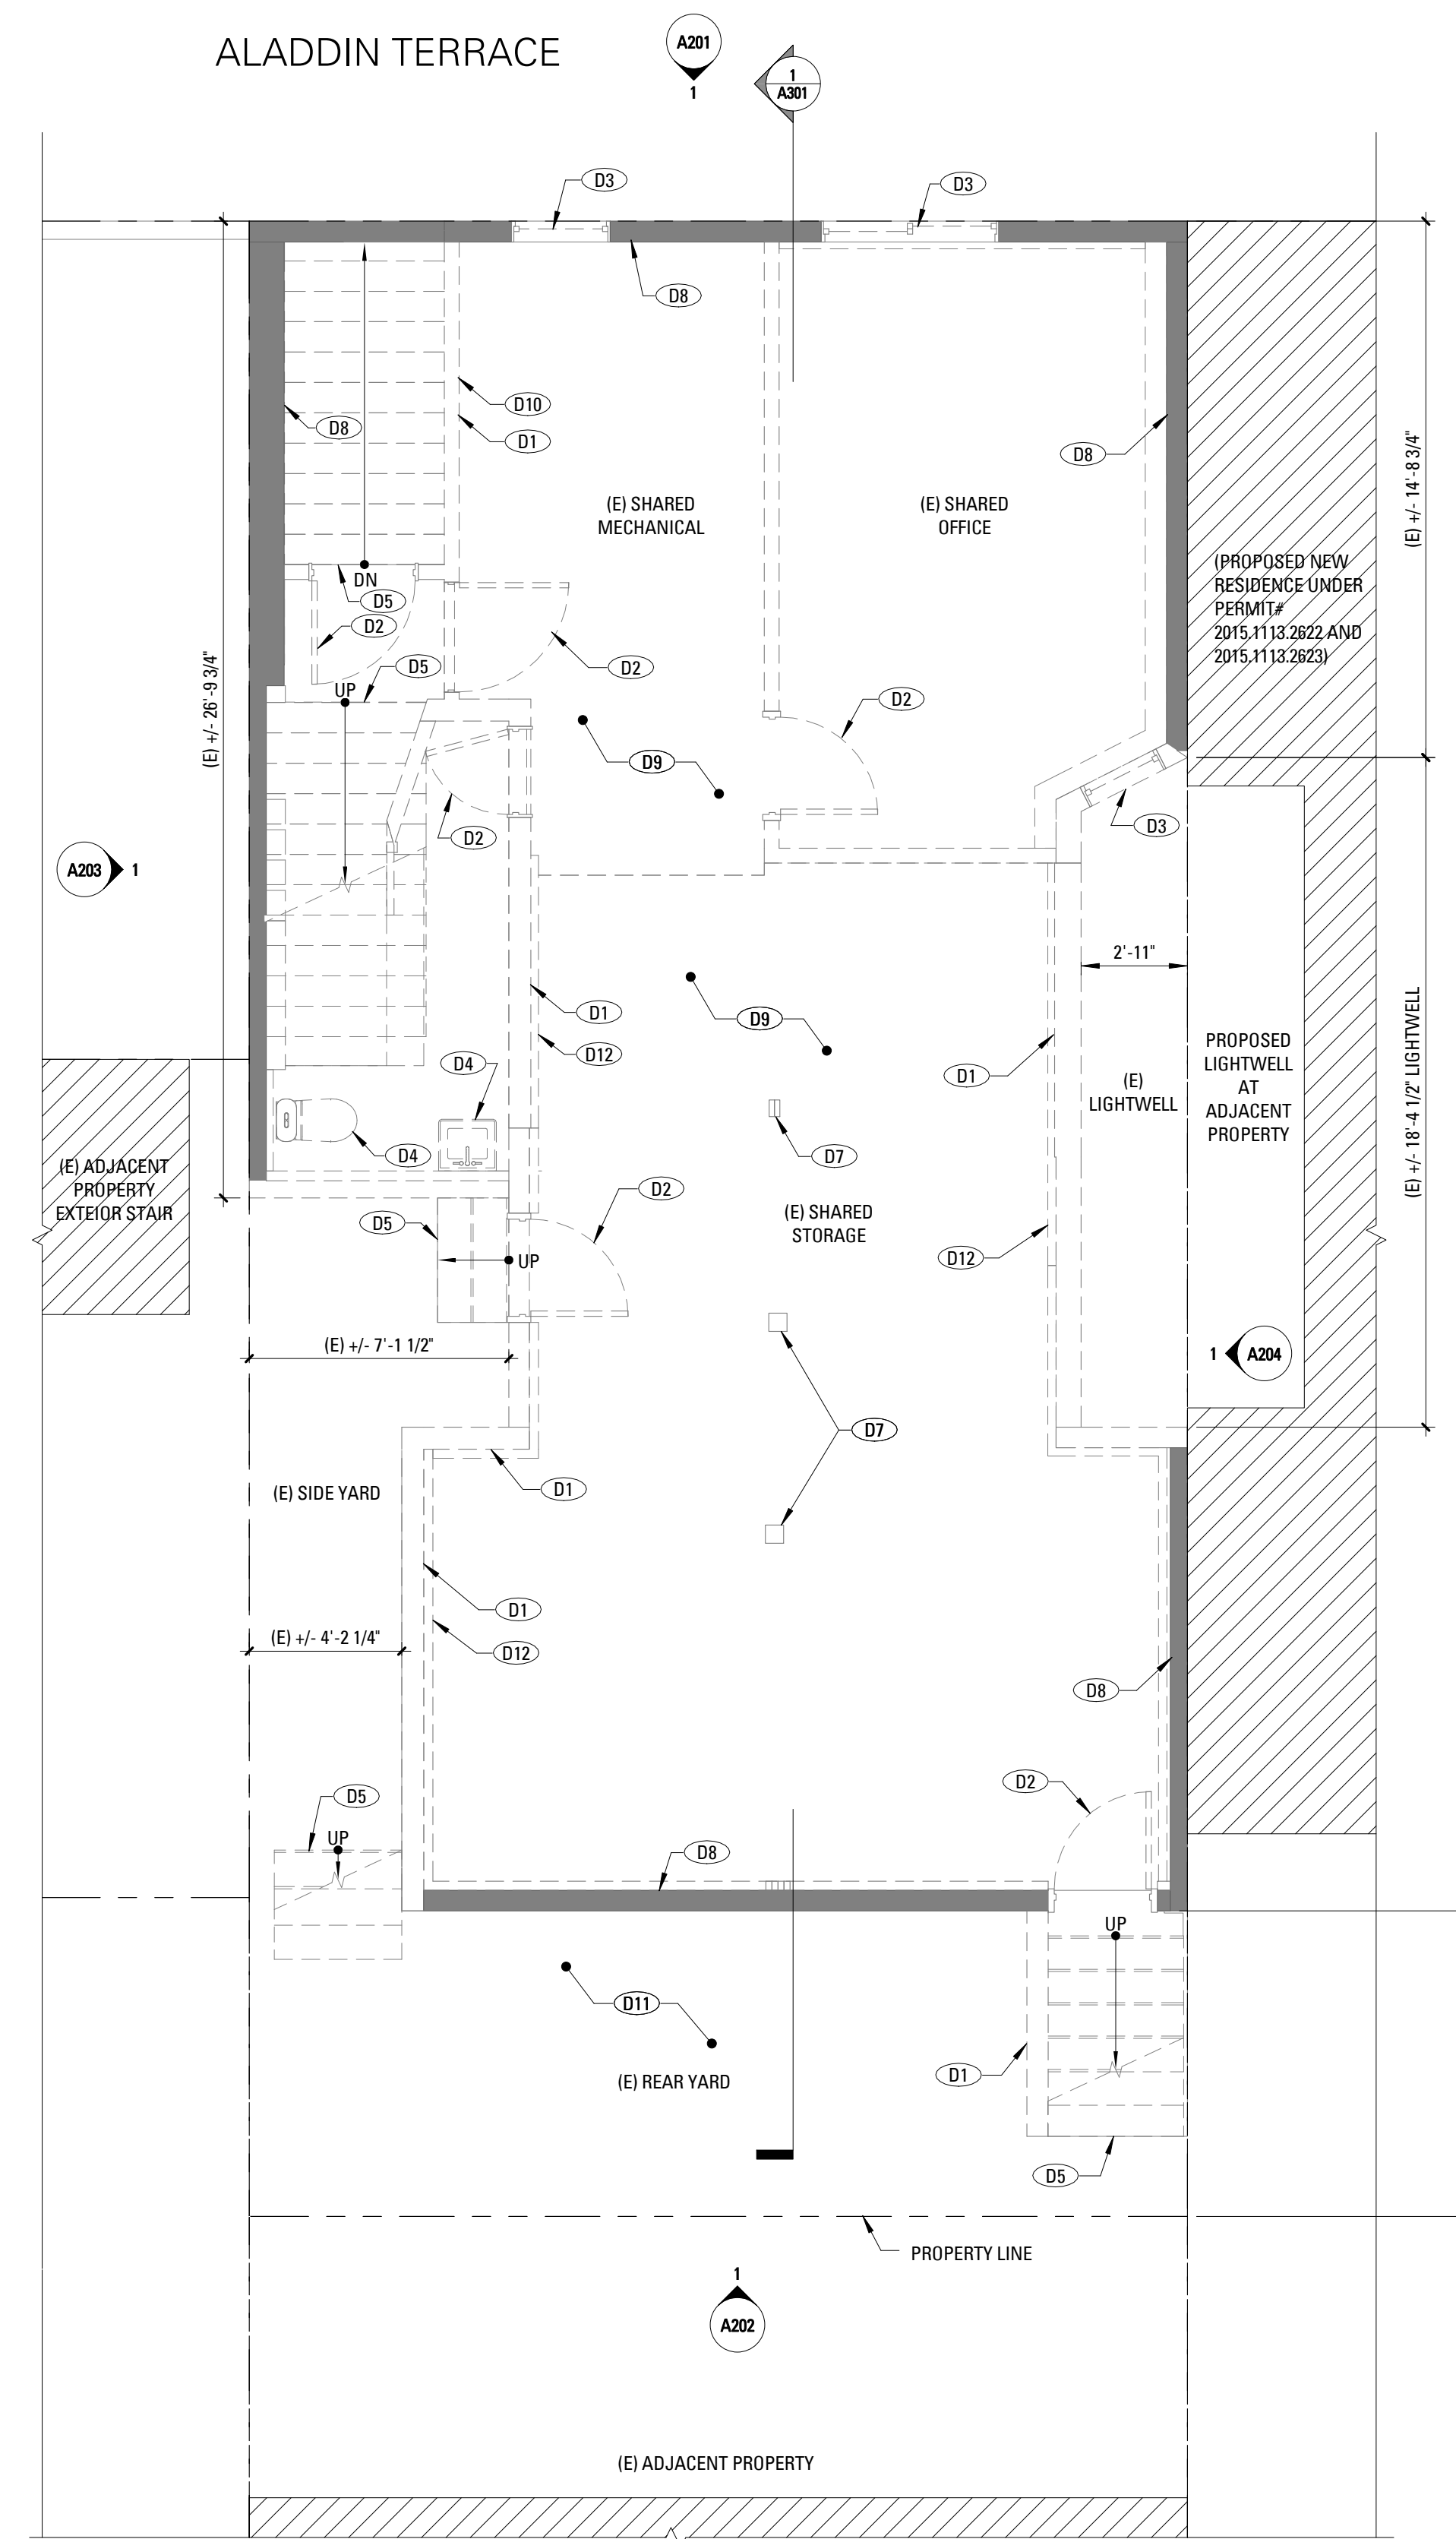 ALADDIN TERRACE
A201
1
1
A301
D3
D3
D8
D10
D8
D1
D8
(E) +/- 14'-8 3/4"
(E) SHARED
MECHANICAL
(E) SHARED
OFFICE
(PROPOSED NEW
RESIDENCE UNDER
PERMIT#
2015.1113.2622 AND
2015.1113.2623)
DN
D5
D2
D5
D2
UP
D2
(E) +/- 26'-9 3/4"
D9
D2
D3
A203
1
2'-11"
D1
D9
D12
D4
D1
(E)
LIGHTWELL
PROPOSED
LIGHTWELL
AT
ADJACENT
PROPERTY
(E) +/- 18'-4 1/2" LIGHTWELL
D4
D7
(E) ADJACENT
PROPERTY
EXTEIOR STAIR
D2
D5
(E) SHARED
STORAGE
UP
D12
(E) +/- 7'-1 1/2"
1
A204
D7
D1
(E) SIDE YARD
D1
(E) +/- 4'-2 1/4"
D12
D8
D2
D5
UP
D8
UP
D11
D1
(E) REAR YARD
D5
PROPERTY LINE
1
A202
(E) ADJACENT PROPERTY